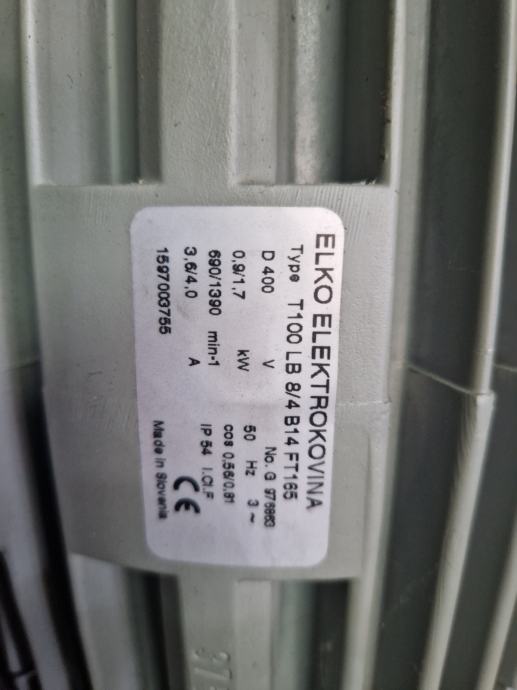 ELKO ELEKTROKOVINA
Type T100 LB 8/4 B14 FT165
No. G 976963
D 400 V 50 Hz 3 ~
0,9/1,7 kW cos 0,56/0,81
690/1390 min-1 IP 54 I.Cl.F
3,6/4,0 A CE
1597003755 Made in Slovenia